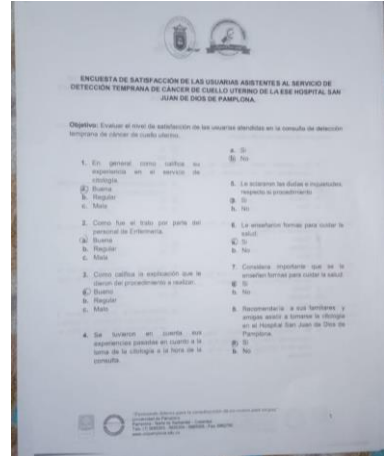 ENCUESTA DE SATISFACCIÓN DE LAS USUARIAS ASISTENTES AL SERVICIO DE
DETECCIÓN TEMPRANA DE CÁNCER DE CUELLO UTERINO DE LA ESE HOSPITAL SAN
JUAN DE DIOS DE PAMPLONA.
Objetivo: Evaluar el nivel de satisfacción de las usuarias atendidas en la consulta de detección
temprana de cáncer de cuello uterino.
1. En general como califica su
experiencia en el servicio de
citología.
a. Buena
b. Regular
c. Mala
2. Como fue el trato por parte del
personal de Enfermería.
a. Buena
b. Regular
c. Mala
3. Como califica la explicación que le
dieron del procedimiento a realizar.
a. Bueno
b. Regular
c. Malo
4. Se tuvieron en cuenta sus
experiencias pasadas en cuanto a la
toma de la citología a la hora de la
consulta.
a. Si
b. No
5. Le aclararon las dudas e inquietudes
respecto al procedimiento
a. Si
b. No
6. Le enseñaron formas para cuidar la
salud.
a. Si
b. No
7. Considera importante que se le
enseñen formas para cuidar la salud.
a. Si
b. No
8. Recomendaría a sus familiares y
amigas asistir a tomarse la citología
en el Hospital San Juan de Dios de
Pamplona.
a. Si
b. No
Universidad de Pamplona